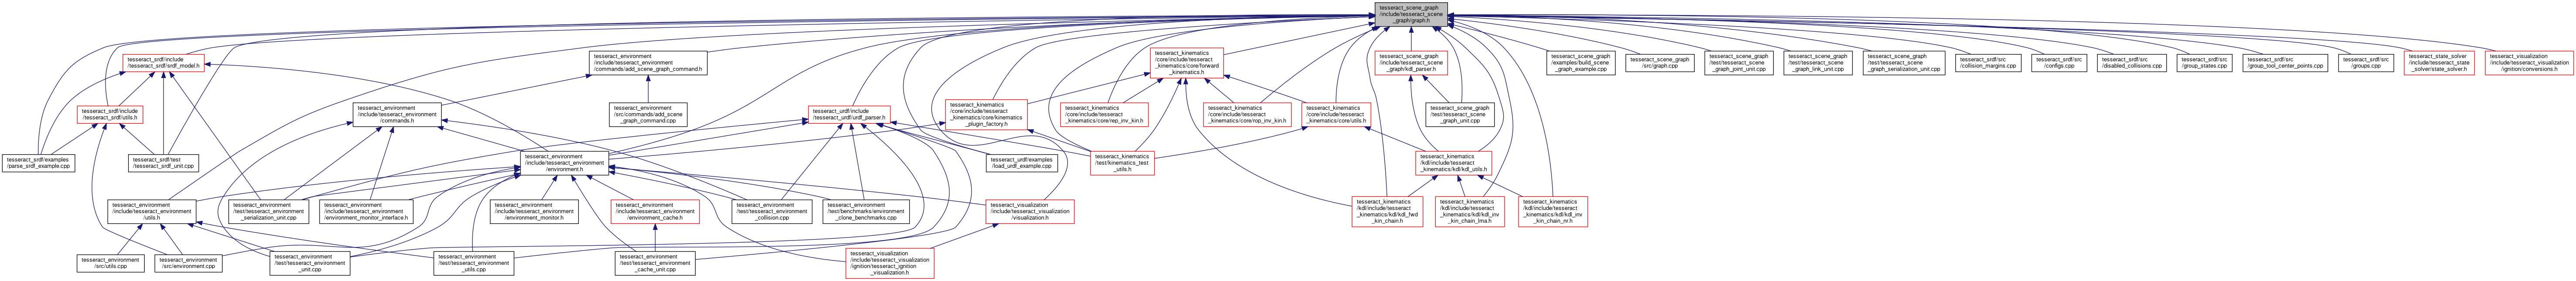 tesseract_scene_graph
/include/tesseract_scene
_graph/graph.h
tesseract_srdf/include
/tesseract_srdf/srdf_model.h
tesseract_environment
/include/tesseract_environment
/commands/add_scene_graph_command.h
tesseract_kinematics
/core/include/tesseract
_kinematics/core/forward
_kinematics.h
tesseract_scene_graph
/include/tesseract_scene
_graph/kdl_parser.h
tesseract_scene_graph
/examples/build_scene
_graph_example.cpp
tesseract_scene_graph
/src/graph.cpp
tesseract_scene_graph
/test/tesseract_scene
_graph_joint_unit.cpp
tesseract_scene_graph
/test/tesseract_scene
_graph_link_unit.cpp
tesseract_scene_graph
/test/tesseract_scene
_graph_serialization_unit.cpp
tesseract_srdf/src
/collision_margins.cpp
tesseract_srdf/src
/configs.cpp
tesseract_srdf/src
/disabled_collisions.cpp
tesseract_srdf/src
/group_states.cpp
tesseract_srdf/src
/group_tool_center_points.cpp
tesseract_srdf/src
/groups.cpp
tesseract_state_solver
/include/tesseract_state
_solver/state_solver.h
tesseract_visualization
/include/tesseract_visualization
/ignition/conversions.h
tesseract_srdf/include
/tesseract_srdf/utils.h
tesseract_environment
/include/tesseract_environment
/commands.h
tesseract_environment
/src/commands/add_scene
_graph_command.cpp
tesseract_urdf/include
/tesseract_urdf/urdf_parser.h
tesseract_kinematics
/core/include/tesseract
_kinematics/core/kinematics
_plugin_factory.h
tesseract_kinematics
/core/include/tesseract
_kinematics/core/rep_inv_kin.h
tesseract_kinematics
/core/include/tesseract
_kinematics/core/rop_inv_kin.h
tesseract_kinematics
/core/include/tesseract
_kinematics/core/utils.h
tesseract_scene_graph
/test/tesseract_scene
_graph_unit.cpp
tesseract_srdf/examples
/parse_srdf_example.cpp
tesseract_srdf/test
/tesseract_srdf_unit.cpp
tesseract_environment
/include/tesseract_environment
/environment.h
tesseract_urdf/examples
/load_urdf_example.cpp
tesseract_kinematics
/test/kinematics_test
_utils.h
tesseract_kinematics
/kdl/include/tesseract
_kinematics/kdl/kdl_utils.h
tesseract_environment
/include/tesseract_environment
/utils.h
tesseract_environment
/test/tesseract_environment
_serialization_unit.cpp
tesseract_environment
/include/tesseract_environment
/environment_monitor_interface.h
tesseract_environment
/include/tesseract_environment
/environment_monitor.h
tesseract_environment
/include/tesseract_environment
/environment_cache.h
tesseract_environment
/test/tesseract_environment
_collision.cpp
tesseract_environment
/test/benchmarks/environment
_clone_benchmarks.cpp
tesseract_visualization
/include/tesseract_visualization
/visualization.h
tesseract_kinematics
/kdl/include/tesseract
_kinematics/kdl/kdl_fwd
_kin_chain.h
tesseract_kinematics
/kdl/include/tesseract
_kinematics/kdl/kdl_inv
_kin_chain_lma.h
tesseract_kinematics
/kdl/include/tesseract
_kinematics/kdl/kdl_inv
_kin_chain_nr.h
tesseract_environment
/src/utils.cpp
tesseract_environment
/src/environment.cpp
tesseract_environment
/test/tesseract_environment
_unit.cpp
tesseract_environment
/test/tesseract_environment
_utils.cpp
tesseract_environment
/test/tesseract_environment
_cache_unit.cpp
tesseract_visualization
/include/tesseract_visualization
/ignition/tesseract_ignition
_visualization.h